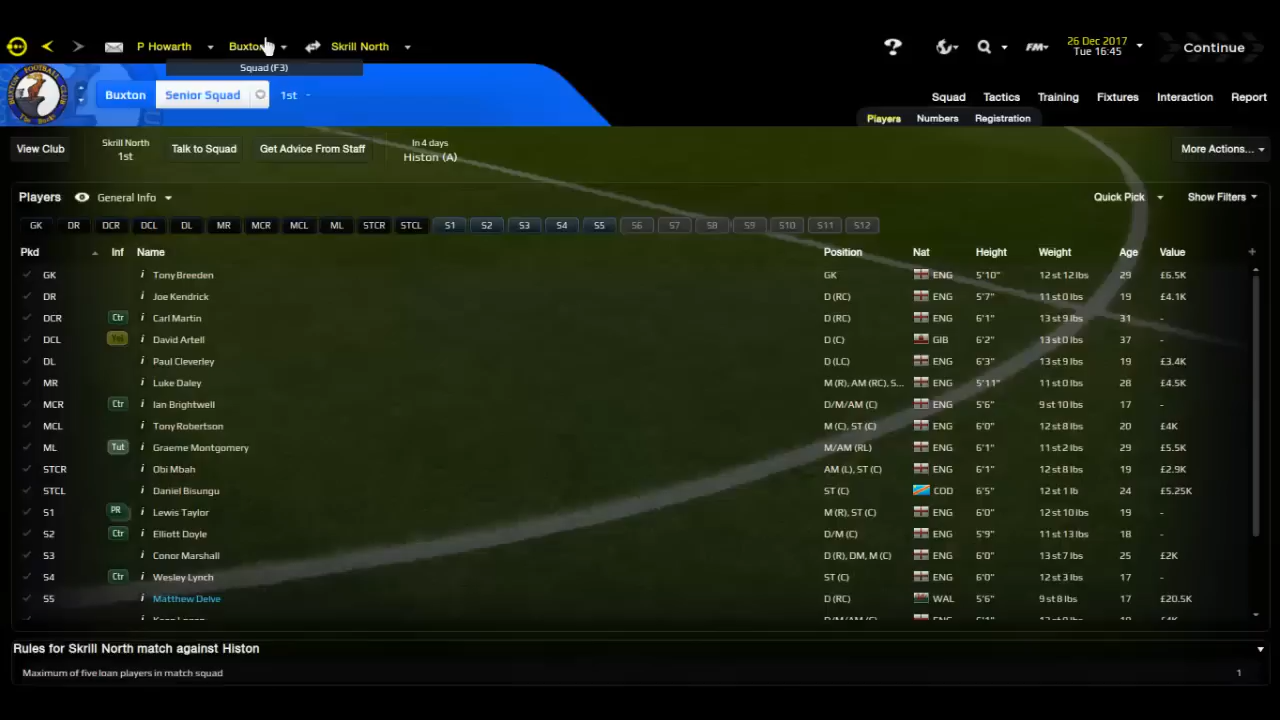 P Howarth Buxton Skrill North FM 26 Dec 2017 Continue
Tue 16:45
Squad (F3)
Buxton Senior Squad 1st - Squad Tactics Training Fixtures Interaction Report
Players Numbers Registration
View Club Skrill North Talk to Squad Get Advice From Staff In 4 days More Actions...
1st Histon (A)
Players General Info Quick Pick Show Filters
GK DR DCR DCL DL MR MCR MCL ML STCR STCL S1 S2 S3 S4 S5 S6 S7 S8 S9 S10 S11 S12
Pkd Inf Name Position Nat Height Weight Age Value +
GK i Tony Breeden GK ENG 5'10" 12 st 12 lbs 29 £6.5K
DR i Joe Kendrick D (RC) ENG 5'7" 11 st 0 lbs 19 £4.1K
DCR Ctr i Carl Martin D (RC) ENG 6'1" 13 st 9 lbs 31 -
DCL i David Artell D (C) GIB 6'2" 13 st 0 lbs 37 -
DL i Paul Cleverley D (LC) ENG 6'3" 13 st 9 lbs 19 £3.4K
MR i Luke Daley M (R), AM (RC), S... ENG 5'11" 11 st 0 lbs 28 £4.5K
MCR Ctr i Ian Brightwell D/M/AM (C) ENG 5'6" 9 st 10 lbs 17 -
MCL i Tony Robertson M (C), ST (C) ENG 6'0" 12 st 8 lbs 20 £4K
ML Tut i Graeme Montgomery M/AM (RL) ENG 6'1" 11 st 2 lbs 29 £5.5K
STCR i Obi Mbah AM (L), ST (C) ENG 6'1" 12 st 8 lbs 19 £2.9K
STCL i Daniel Bisungu ST (C) COD 6'5" 12 st 1 lb 24 £5.25K
S1 PR i Lewis Taylor M (R), ST (C) ENG 6'0" 12 st 10 lbs 19 -
S2 Ctr i Elliott Doyle D/M (C) ENG 5'9" 11 st 13 lbs 18 -
S3 i Conor Marshall D (R), DM, M (C) ENG 6'0" 13 st 7 lbs 25 £2K
S4 Ctr i Wesley Lynch ST (C) ENG 6'0" 12 st 3 lbs 17 -
S5 i Matthew Delve D (RC) WAL 5'6" 9 st 8 lbs 17 £20.5K
Rules for Skrill North match against Histon
Maximum of five loan players in match squad 1